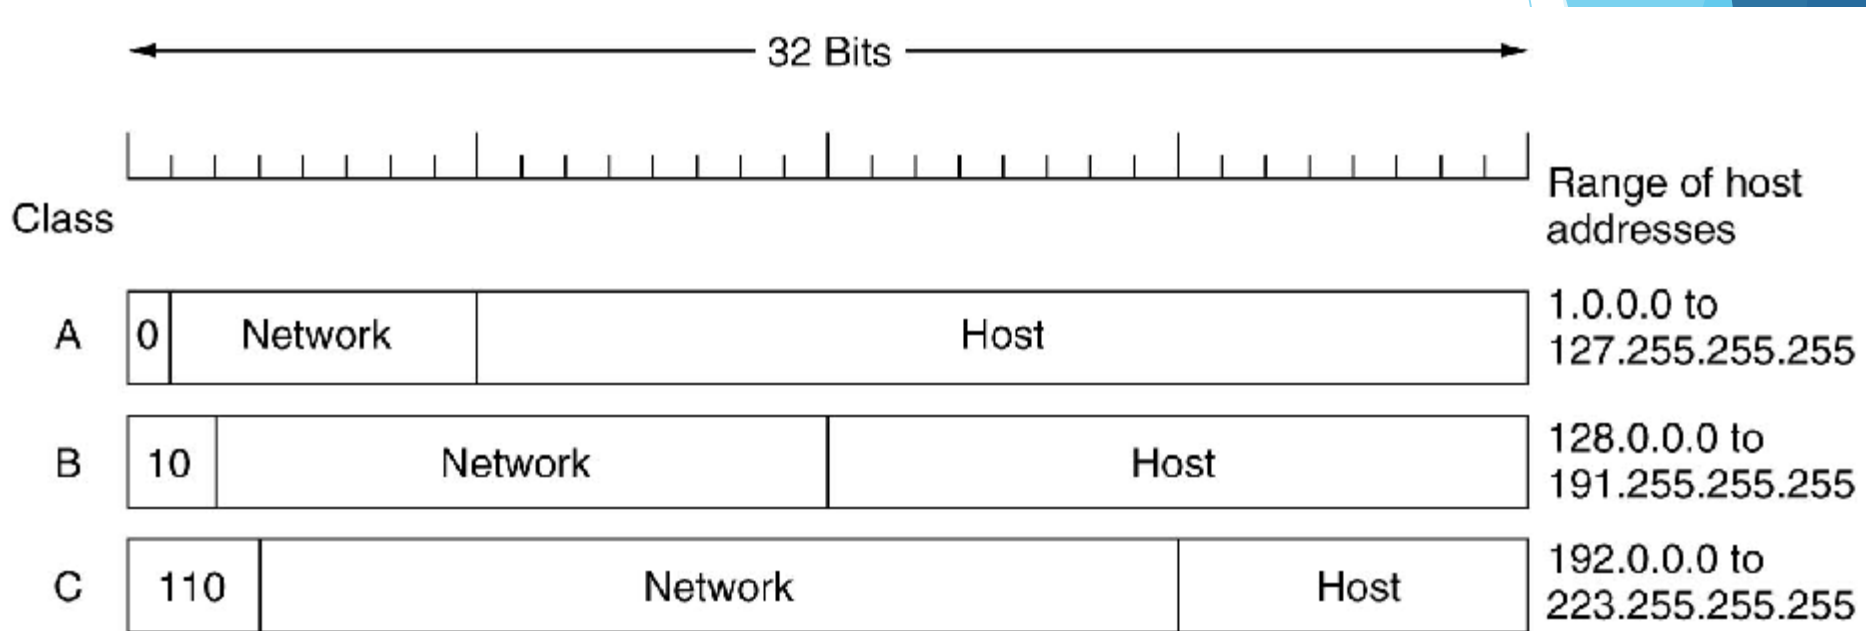 32 Bits
Class
Range of host
addresses
A
0
Network
Host
1.0.0.0 to
127.255.255.255
B
10
Network
Host
128.0.0.0 to
191.255.255.255
C
110
Network
Host
192.0.0.0 to
223.255.255.255